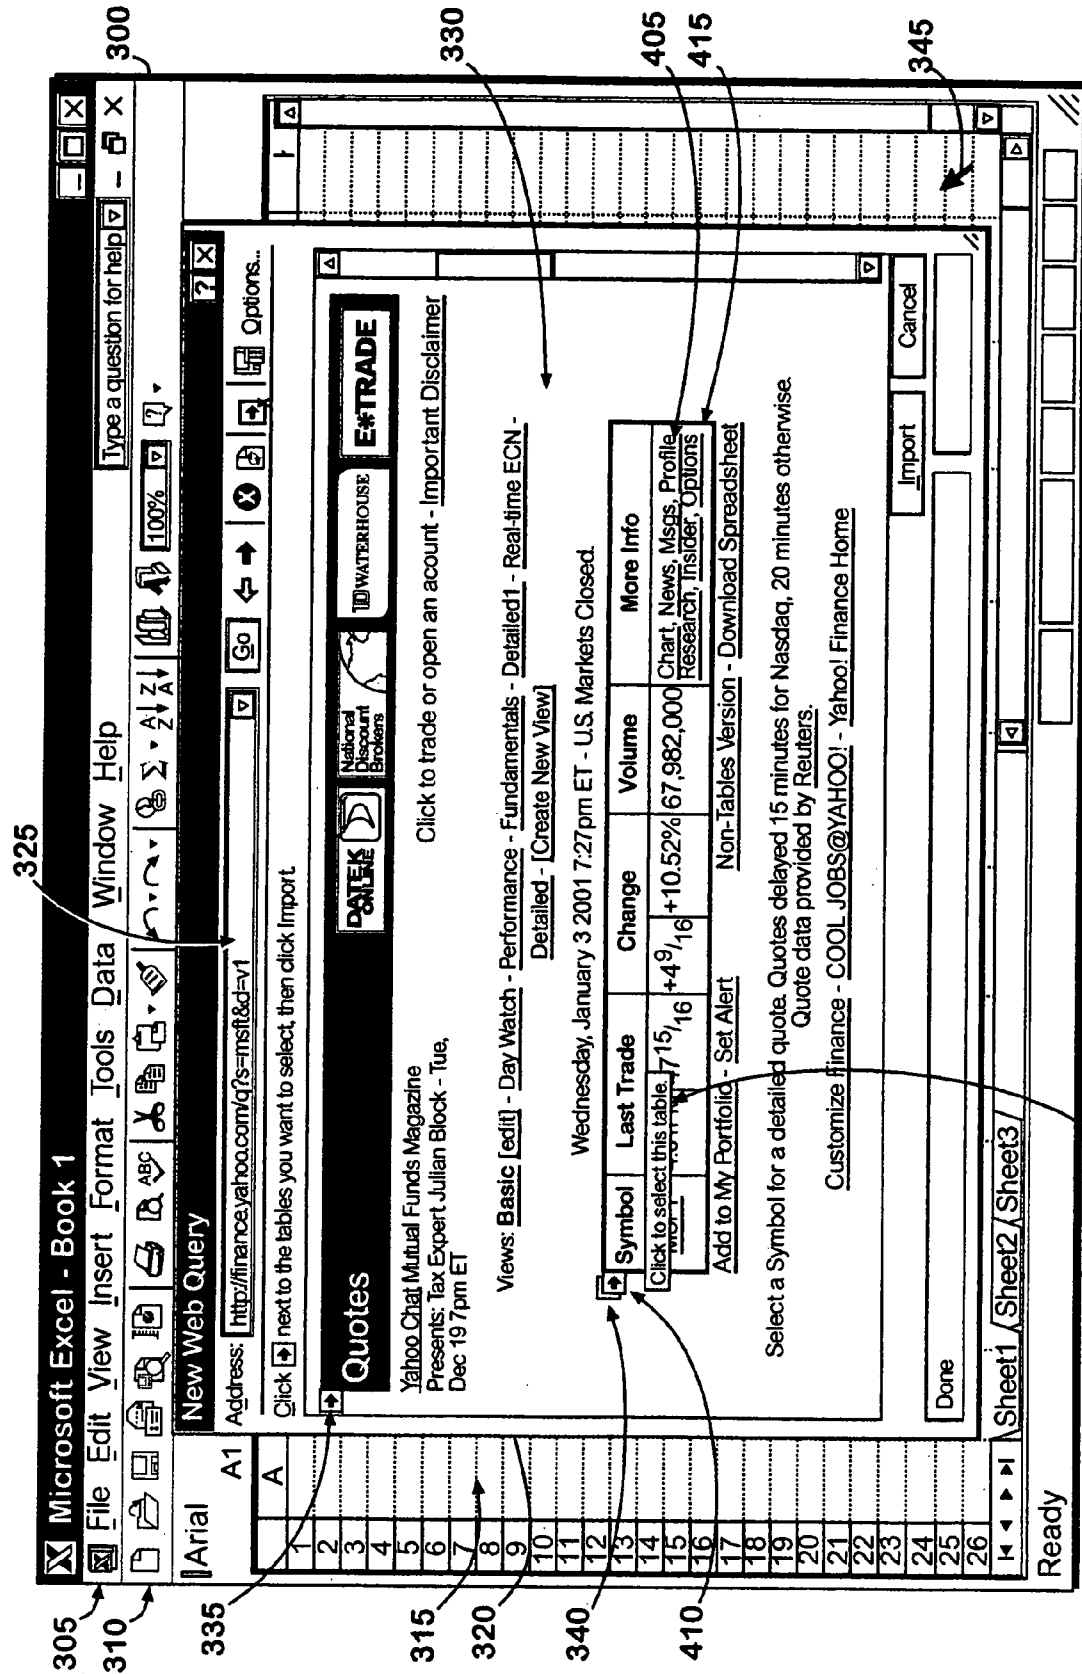 325
300
Microsoft Excel - Book 1
305
File Edit View Insert Format Tools Data Window Help
Type a question for help
310
ABC
100%
Arial
New Web Query
Address: http://finance.yahoo.com/q?s=msft&d=v1
Go
Options...
A1
Click next to the tables you want to select, then click Import.
335
A
1
2
3
4
5
6
7
8
9
10
11
12
13
14
15
16
17
18
19
20
21
22
23
24
25
26
Quotes
DATEK ONLINE
National Discount Brokers
TD WATERHOUSE
E*TRADE
Yahoo Chat Mutual Funds Magazine
Presents: Tax Expert Julian Block - Tue,
Dec 19 7pm ET
Click to trade or open an acount - Important Disclaimer
315
330
320
Views: Basic [edit] - Day Watch - Performance - Fundamentals - Detailed1 - Real-time ECN -
Detailed - [Create New View]
Wednesday, January 3 2001 7:27pm ET - U.S. Markets Closed.
340
Symbol Last Trade Change Volume More Info
Click to select this table.
15/16 +4 9/16 +10.52% 67,982,000 Chart, News, Msgs, Profile
Research, Insider, Options
405
415
410
Add to My Portfolio - Set Alert
Non-Tables Version - Download Spreadsheet
Select a Symbol for a detailed quote. Quotes delayed 15 minutes for Nasdaq, 20 minutes otherwise.
Quote data provided by Reuters.
Customize Finance - COOL JOBS@YAHOO! - Yahoo! Finance Home
Import
Cancel
345
Done
Sheet1 Sheet2 Sheet3
Ready